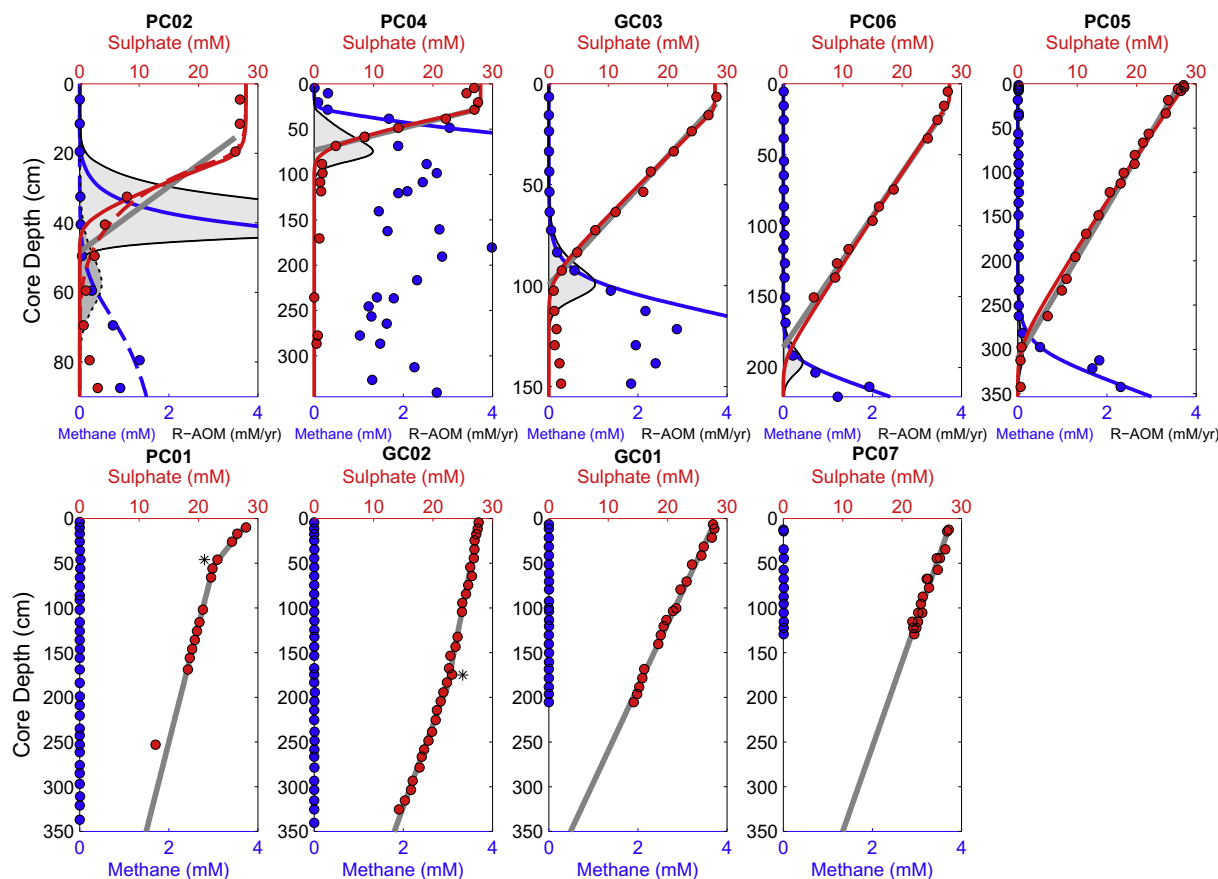 PC02 PC04 GC03 PC06 PC05
Sulphate (mM) Sulphate (mM) Sulphate (mM) Sulphate (mM) Sulphate (mM)
0 10 20 30 0 10 20 30 0 10 20 30 0 10 20 30 0 10 20 30
Core Depth (cm)
0 20 40 60 80
0 50 100 150 200 250 300
0 50 100 150
0 50 100 150 200
0 50 100 150 200 250 300 350
0 2 4 0 2 4 0 2 4 0 2 4 0 2 4
Methane (mM) R-AOM (mM/yr) Methane (mM) R-AOM (mM/yr) Methane (mM) R-AOM (mM/yr) Methane (mM) R-AOM (mM/yr)
PC01 GC02 GC01 PC07
Sulphate (mM) Sulphate (mM) Sulphate (mM) Sulphate (mM)
0 10 20 30 0 10 20 30 0 10 20 30 0 10 20 30
Core Depth (cm)
0 50 100 150 200 250 300 350
0 50 100 150 200 250 300 350
0 50 100 150 200 250 300 350
0 50 100 150 200 250 300 350
0 2 4 0 2 4 0 2 4 0 2 4
Methane (mM) Methane (mM) Methane (mM) Methane (mM)